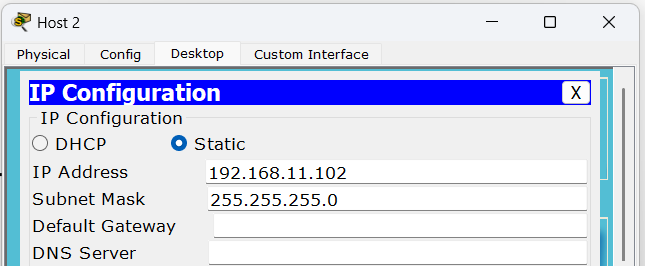 Host 2
Physical Config Desktop Custom Interface
IP Configuration X
IP Configuration
DHCP Static
IP Address 192.168.11.102
Subnet Mask 255.255.255.0
Default Gateway
DNS Server